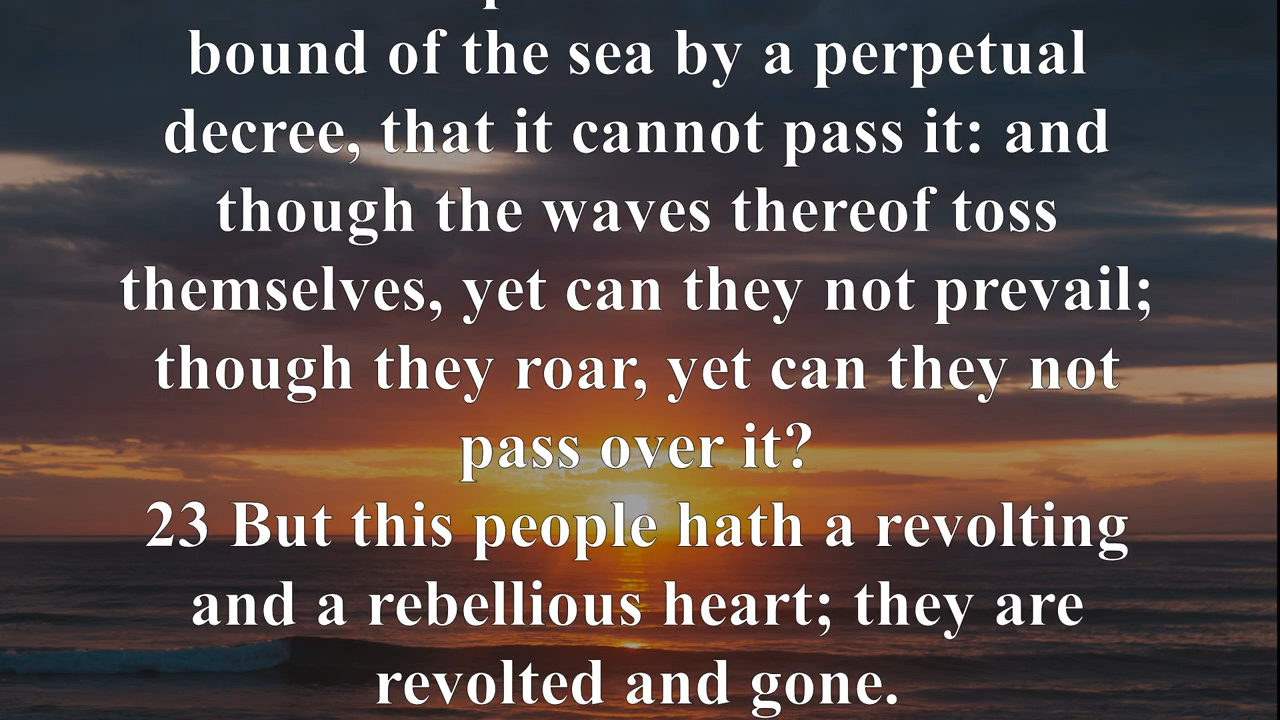 bound of the sea by a perpetual
decree, that it cannot pass it: and
though the waves thereof toss
themselves, yet can they not prevail;
though they roar, yet can they not
pass over it?
23 But this people hath a revolting
and a rebellious heart; they are
revolted and gone.